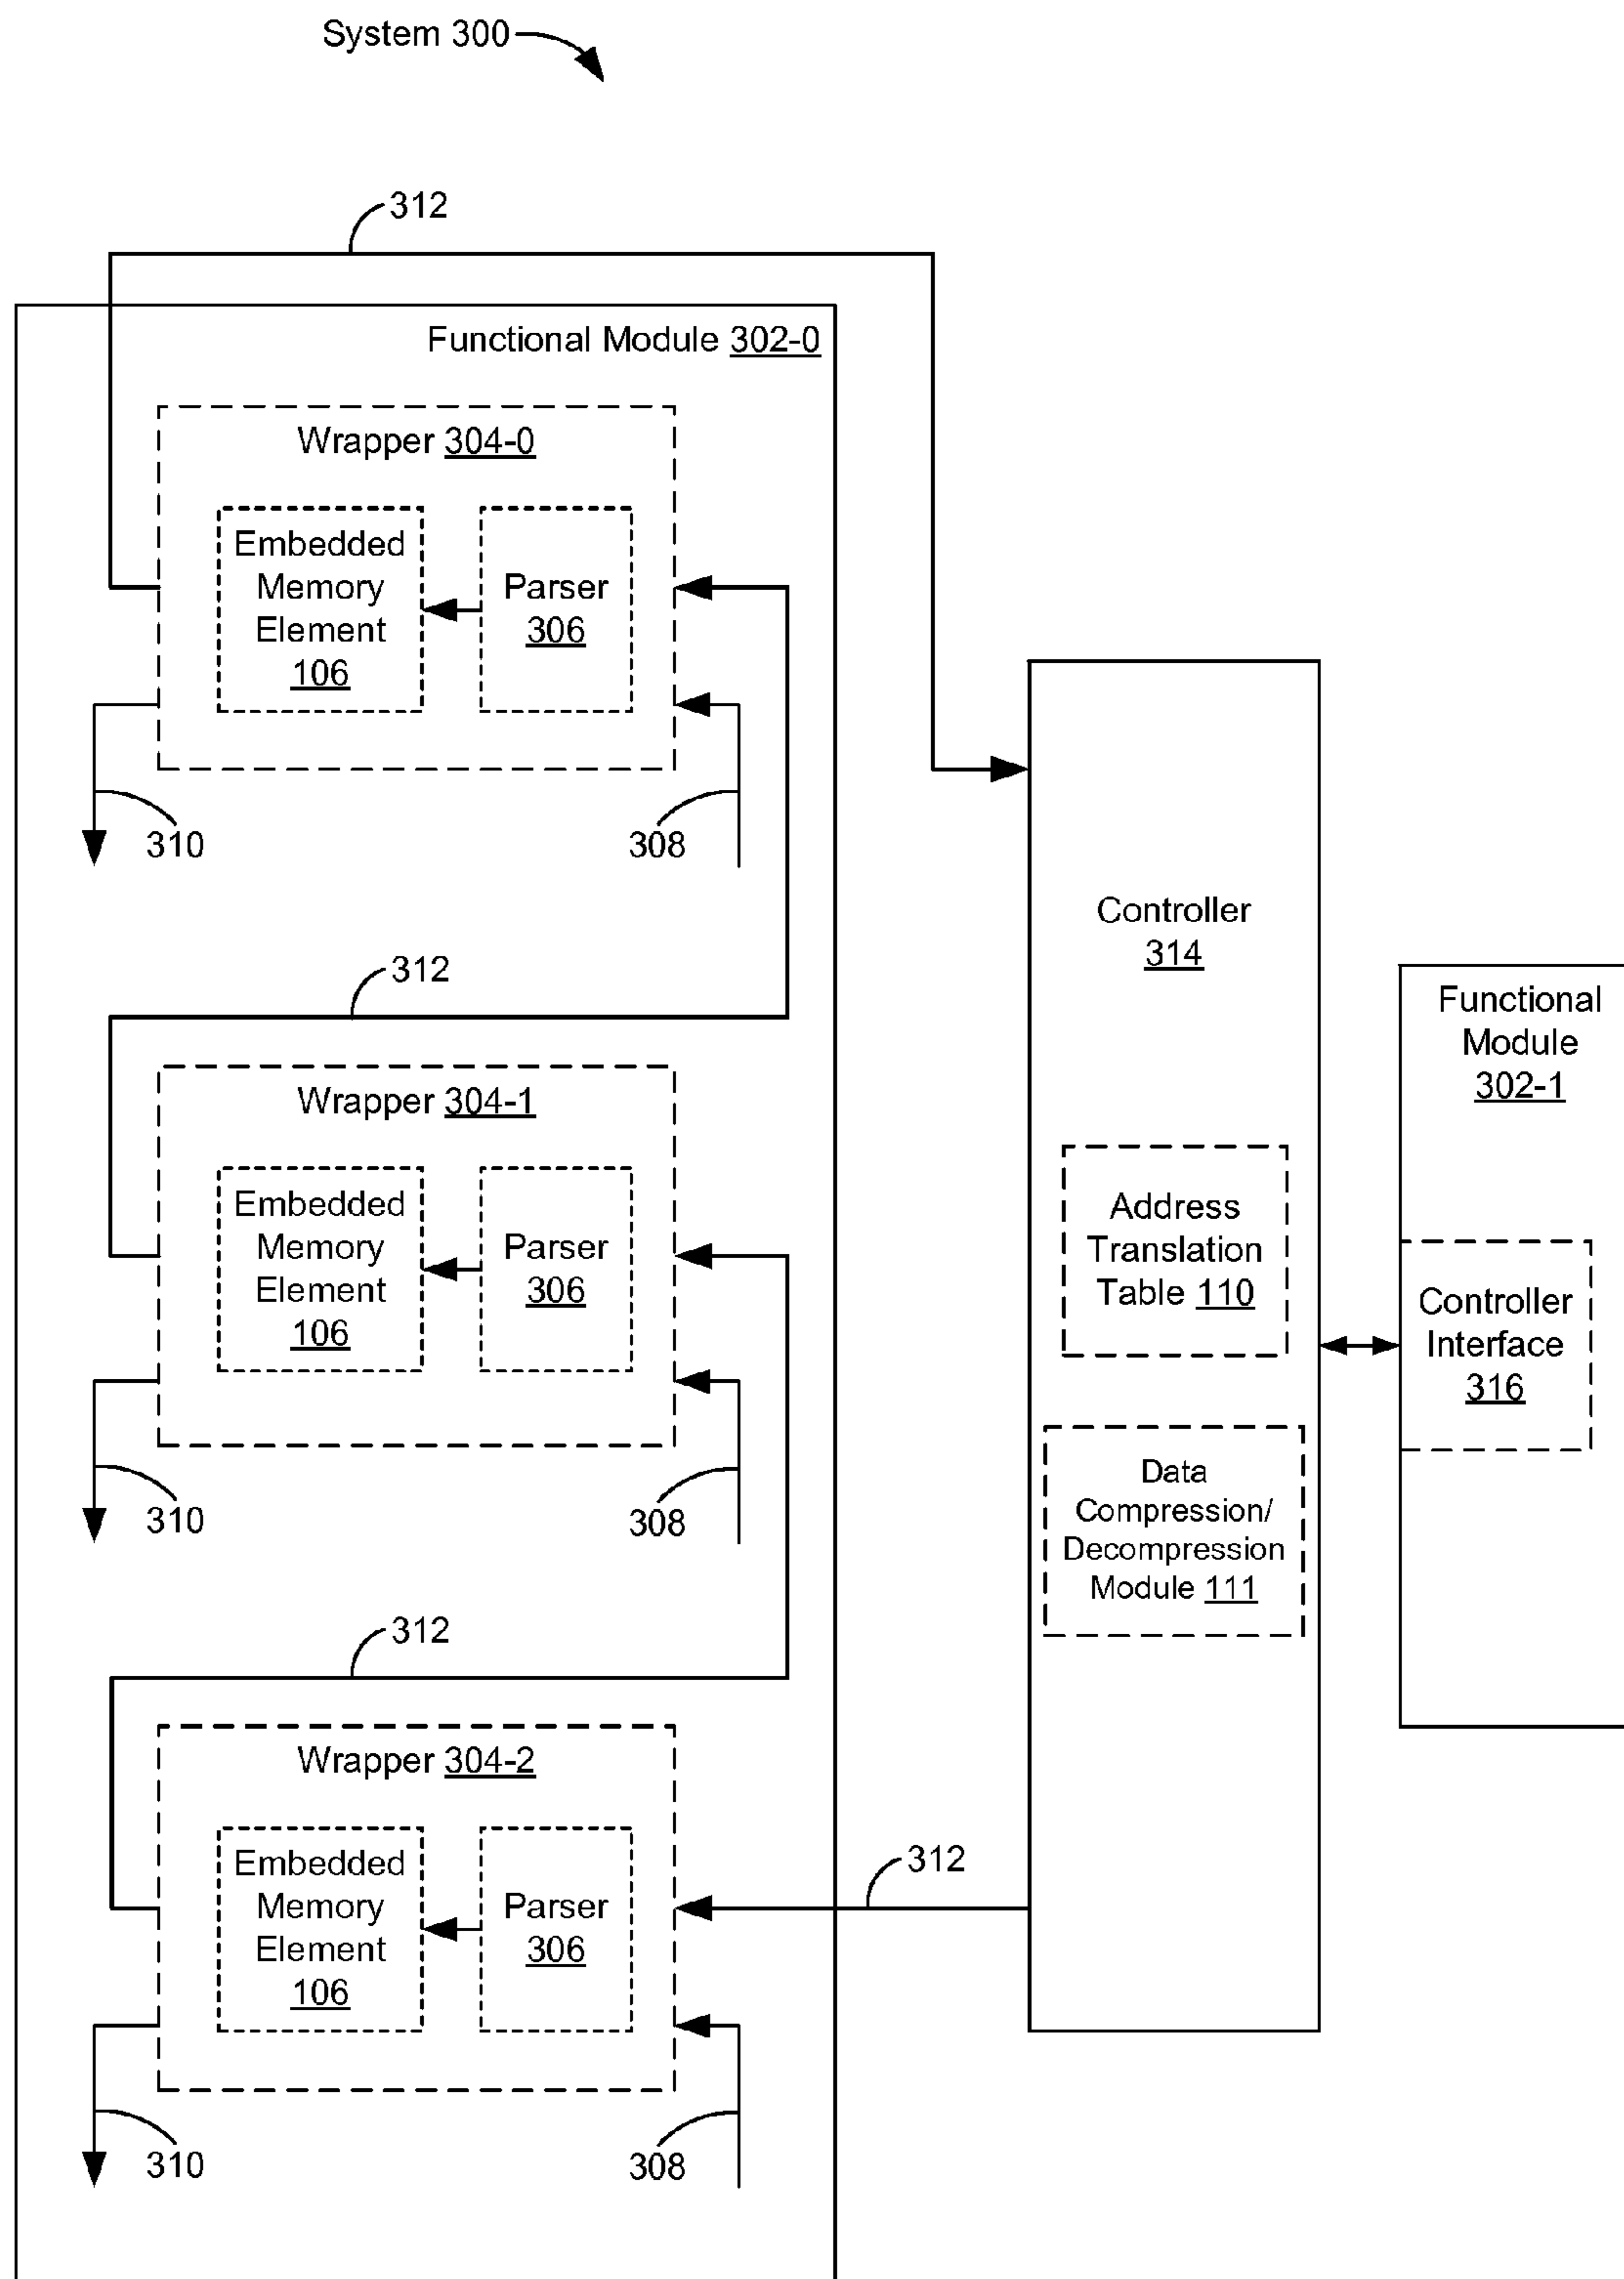 System 300
312
Functional Module 302-0
Wrapper 304-0
Embedded
Memory
Element
106
Parser
306
310
308
312
Wrapper 304-1
Embedded
Memory
Element
106
Parser
306
310
308
312
Wrapper 304-2
Embedded
Memory
Element
106
Parser
306
310
308
312
Controller
314
Address
Translation
Table 110
Data
Compression/
Decompression
Module 111
Functional
Module
302-1
Controller
Interface
316